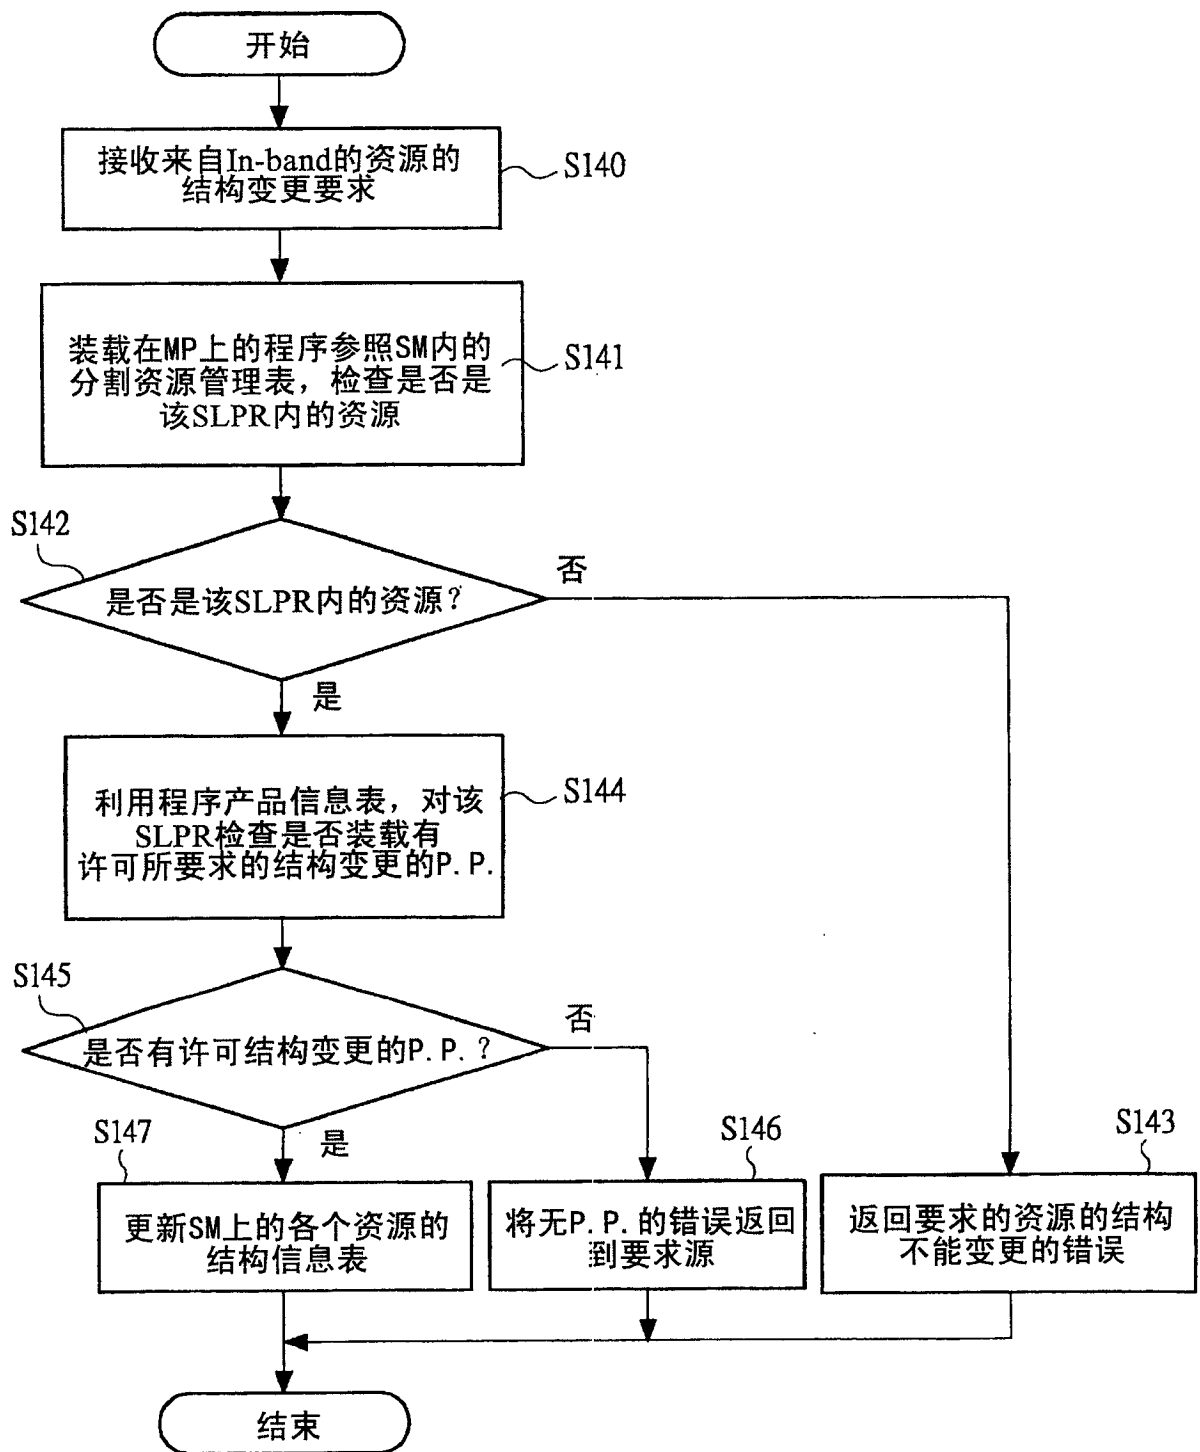 开始
接收来自In-band的资源的
结构变更要求
S140
装载在MP上的程序参照SM内的
分割资源管理表，检查是否是
该SLPR内的资源
S141
S142
是否是该SLPR内的资源？
否
是
利用程序产品信息表，对该
SLPR检查是否装载有
许可所要求的结构变更的P.P.
S144
S145
是否有许可结构变更的P.P.？
否
是
S147
更新SM上的各个资源的
结构信息表
S146
将无P.P.的错误返回
到要求源
S143
返回要求的资源的结构
不能变更的错误
结束